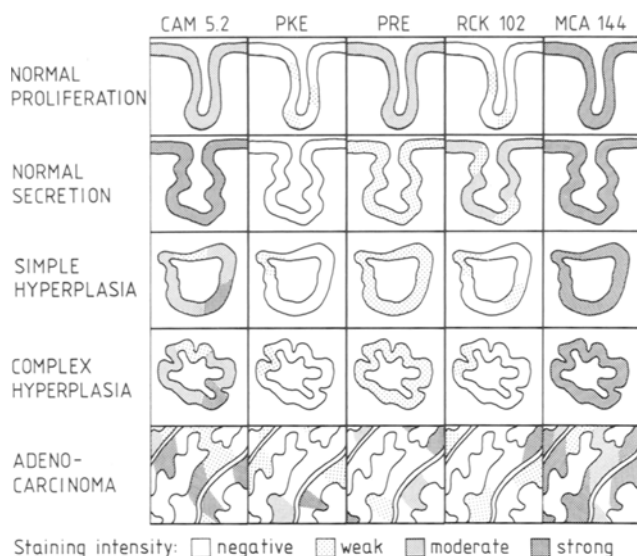 CAM 5.2 PKE PRE RCK 102 MCA 144
NORMAL
PROLIFERATION
NORMAL
SECRETION
SIMPLE
HYPERPLASIA
COMPLEX
HYPERPLASIA
ADENO-
CARCINOMA
Staining intensity: negative weak moderate strong